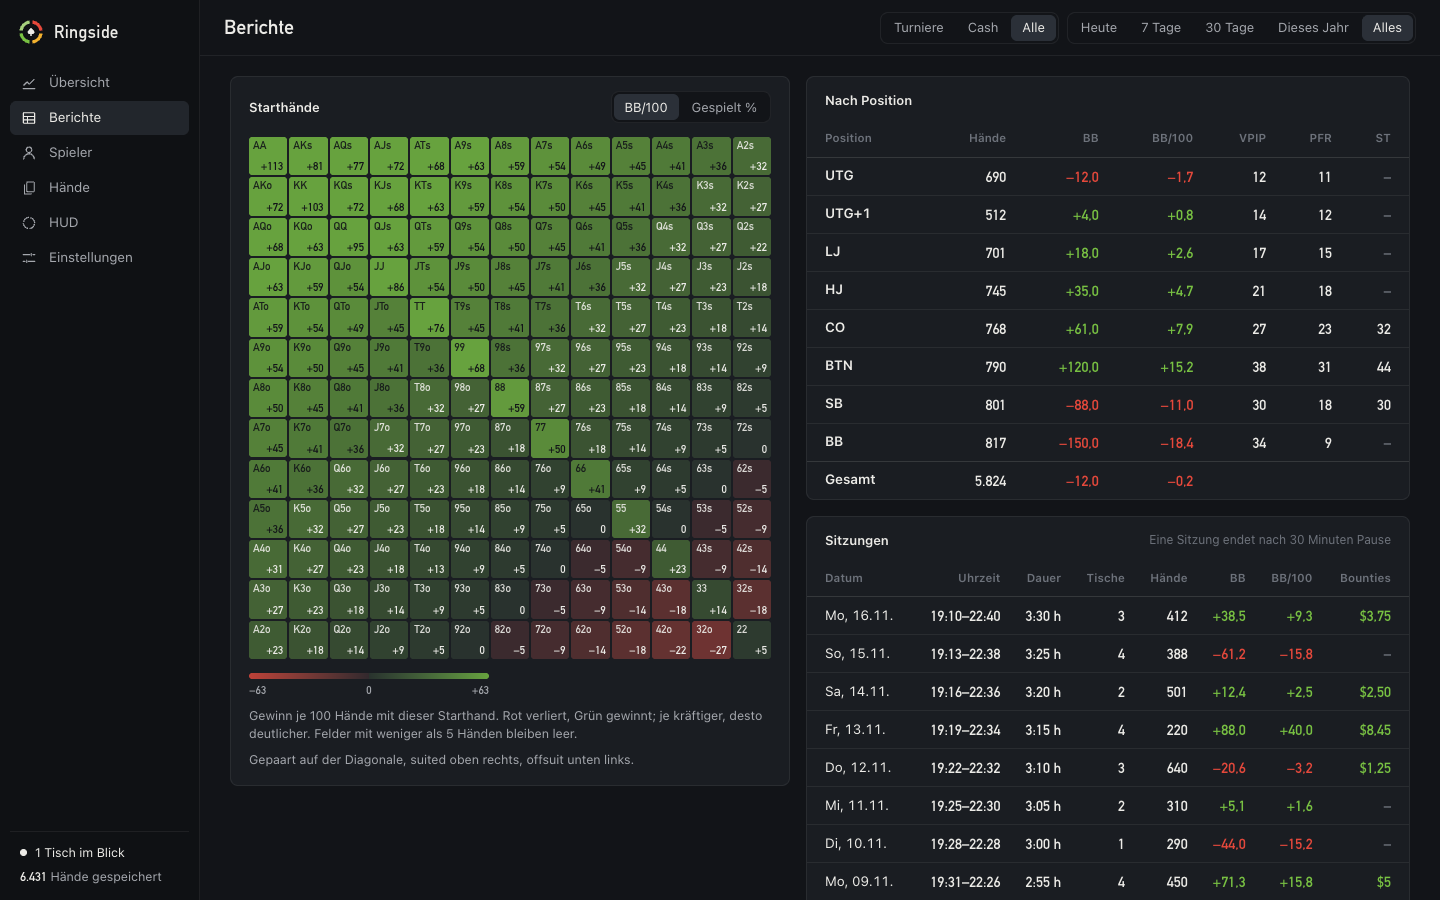 Ringside
Übersicht
Berichte
Spieler
Hände
HUD
Einstellungen
1 Tisch im Blick
6.431 Hände gespeichert
Berichte
Turniere Cash Alle Heute 7 Tage 30 Tage Dieses Jahr Alles
Starthände BB/100 Gespielt %
AA AKs AQs AJs ATs A9s A8s A7s A6s A5s A4s A3s A2s
+113 +81 +77 +72 +68 +63 +59 +54 +49 +45 +41 +36 +32
AKo KK KQs KJs KTs K9s K8s K7s K6s K5s K4s K3s K2s
+72 +103 +72 +68 +63 +59 +54 +50 +45 +41 +36 +32 +27
AQo KQo QQ QJs QTs Q9s Q8s Q7s Q6s Q5s Q4s Q3s Q2s
+68 +63 +95 +63 +59 +54 +50 +45 +41 +36 +32 +27 +22
AJo KJo QJo JJ JTs J9s J8s J7s J6s J5s J4s J3s J2s
+63 +59 +54 +86 +54 +50 +45 +41 +36 +32 +27 +23 +18
ATo KTo QTo JTo TT T9s T8s T7s T6s T5s T4s T3s T2s
+59 +54 +49 +45 +76 +45 +41 +36 +32 +27 +23 +18 +14
A9o K9o Q9o J9o T9o 99 98s 97s 96s 95s 94s 93s 92s
+54 +50 +45 +41 +36 +68 +36 +32 +27 +23 +18 +14 +9
A8o K8o Q8o J8o T8o 98o 88 87s 86s 85s 84s 83s 82s
+50 +45 +41 +36 +32 +27 +59 +27 +23 +18 +14 +9 +5
A7o K7o Q7o J7o T7o 97o 87o 77 76s 75s 74s 73s 72s
+45 +41 +36 +32 +27 +23 +18 +50 +18 +14 +9 +5 0
A6o K6o Q6o J6o T6o 96o 86o 76o 66 65s 64s 63s 62s
+41 +36 +32 +27 +23 +18 +14 +9 +41 +9 +5 0 −5
A5o K5o Q5o J5o T5o 95o 85o 75o 65o 55 54s 53s 52s
+36 +32 +27 +23 +18 +14 +9 +5 0 +32 0 −5 −9
A4o K4o Q4o J4o T4o 94o 84o 74o 64o 54o 44 43s 42s
+31 +27 +23 +18 +13 +9 +5 0 −5 −9 +23 −9 −14
A3o K3o Q3o J3o T3o 93o 83o 73o 63o 53o 43o 33 32s
+27 +23 +18 +14 +9 +5 0 −5 −9 −14 −18 +14 −18
A2o K2o Q2o J2o T2o 92o 82o 72o 62o 52o 42o 32o 22
+23 +18 +14 +9 +5 0 −5 −9 −14 −18 −22 −27 +5
−63 0 +63
Gewinn je 100 Hände mit dieser Starthand. Rot verliert, Grün gewinnt; je kräftiger, desto
deutlicher. Felder mit weniger als 5 Händen bleiben leer.
Gepaart auf der Diagonale, suited oben rechts, offsuit unten links.
Nach Position
Position Hände BB BB/100 VPIP PFR ST
UTG 690 −12,0 −1,7 12 11 –
UTG+1 512 +4,0 +0,8 14 12 –
LJ 701 +18,0 +2,6 17 15 –
HJ 745 +35,0 +4,7 21 18 –
CO 768 +61,0 +7,9 27 23 32
BTN 790 +120,0 +15,2 38 31 44
SB 801 −88,0 −11,0 30 18 30
BB 817 −150,0 −18,4 34 9 –
Gesamt 5.824 −12,0 −0,2
Sitzungen Eine Sitzung endet nach 30 Minuten Pause
Datum Uhrzeit Dauer Tische Hände BB BB/100 Bounties
Mo, 16.11. 19:10–22:40 3:30 h 3 412 +38,5 +9,3 $3,75
So, 15.11. 19:13–22:38 3:25 h 4 388 −61,2 −15,8 –
Sa, 14.11. 19:16–22:36 3:20 h 2 501 +12,4 +2,5 $2,50
Fr, 13.11. 19:19–22:34 3:15 h 4 220 +88,0 +40,0 $8,45
Do, 12.11. 19:22–22:32 3:10 h 3 640 −20,6 −3,2 $1,25
Mi, 11.11. 19:25–22:30 3:05 h 2 310 +5,1 +1,6 –
Di, 10.11. 19:28–22:28 3:00 h 1 290 −44,0 −15,2 –
Mo, 09.11. 19:31–22:26 2:55 h 4 450 +71,3 +15,8 $5